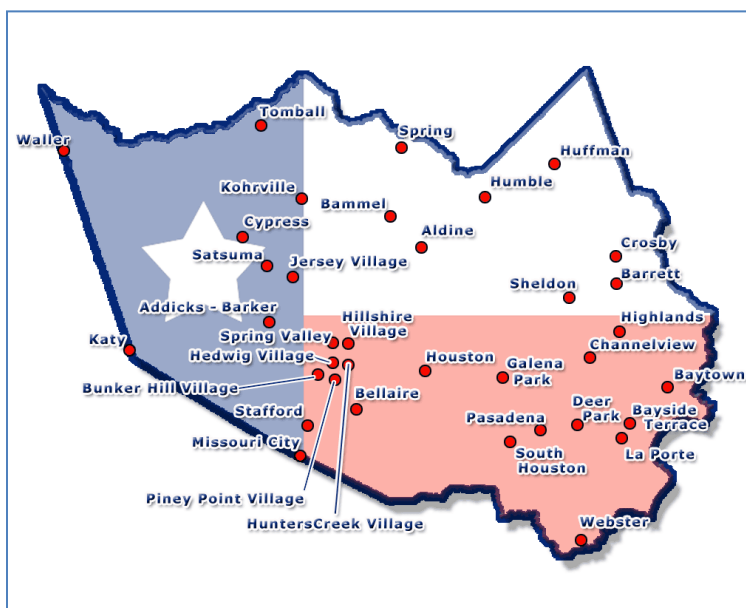 Tomball
Waller
Spring
Huffman
Kohrville
Humble
Bammel
Cypress
Aldine
Satsuma
Jersey Village
Crosby
Barrett
Sheldon
Addicks - Barker
Highlands
Hillshire
Village
Spring Valley
Katy
Channelview
Hedwig Village
Houston
Galena
Park
Baytown
Bunker Hill Village
Bellaire
Deer
Park
Bayside
Terrace
Stafford
Pasadena
Missouri City
South
Houston
La Porte
Piney Point Village
HuntersCreek Village
Webster